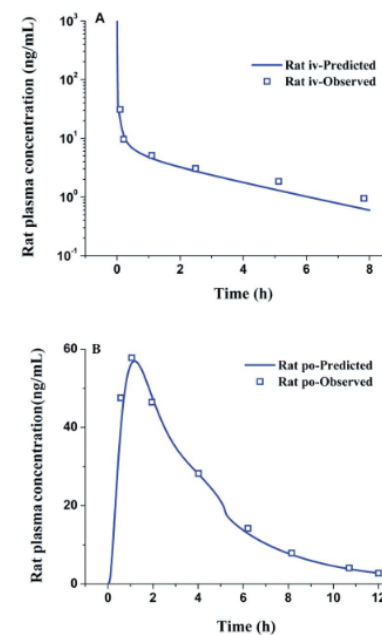 A
Rat plasma concentration (ng/mL)
10³
10²
10¹
10⁰
10⁻¹
Rat iv-Predicted
Rat iv-Observed
0 2 4 6 8
Time (h)
B
Rat plasma concentration(ng/mL)
60
40
20
0
Rat po-Predicted
Rat po-Observed
0 2 4 6 8 10 12
Time (h)